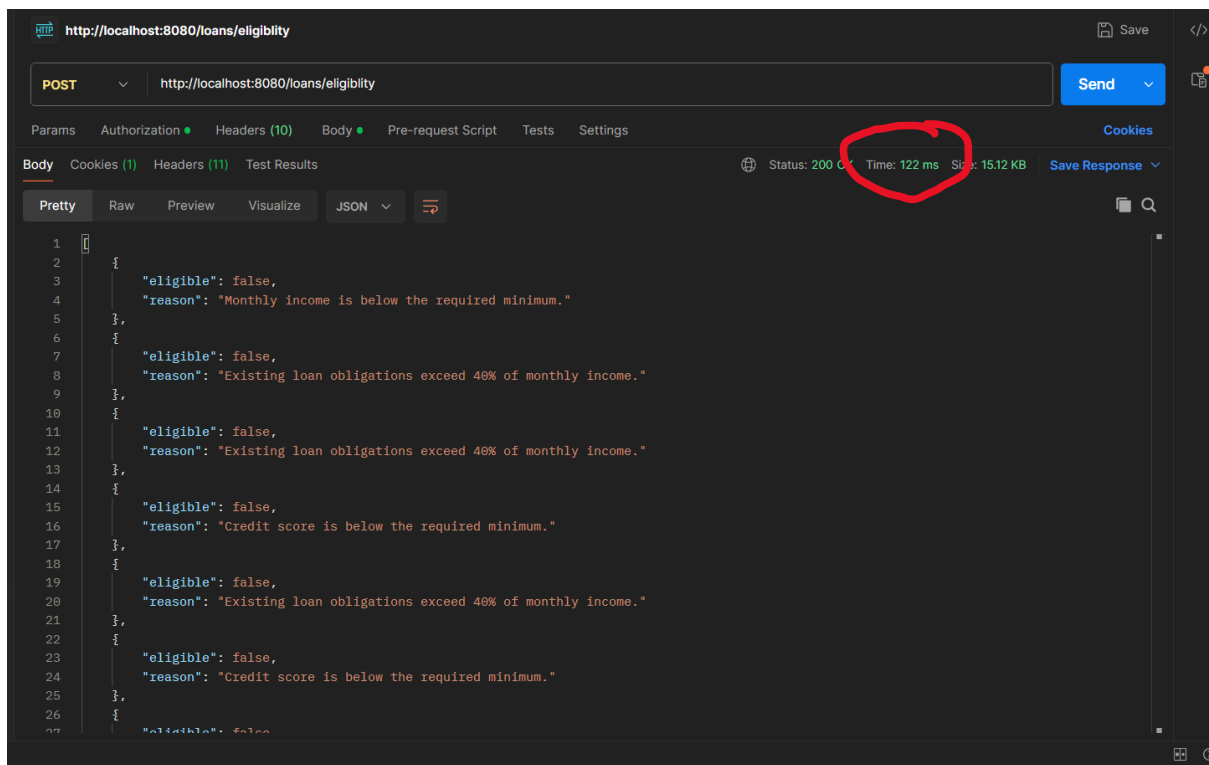 HTTP http://localhost:8080/loans/eligiblity
Save
POST http://localhost:8080/loans/eligiblity
Send
Params Authorization Headers (10) Body Pre-request Script Tests Settings Cookies
Body Cookies (1) Headers (11) Test Results Status: 200 OK Time: 122 ms Size: 15.12 KB Save Response
Pretty Raw Preview Visualize JSON
1 [
2 {
3 "eligible": false,
4 "reason": "Monthly income is below the required minimum."
5 },
6 {
7 "eligible": false,
8 "reason": "Existing loan obligations exceed 40% of monthly income."
9 },
10 {
11 "eligible": false,
12 "reason": "Existing loan obligations exceed 40% of monthly income."
13 },
14 {
15 "eligible": false,
16 "reason": "Credit score is below the required minimum."
17 },
18 {
19 "eligible": false,
20 "reason": "Existing loan obligations exceed 40% of monthly income."
21 },
22 {
23 "eligible": false,
24 "reason": "Credit score is below the required minimum."
25 },
26 {
27 "eligible": false